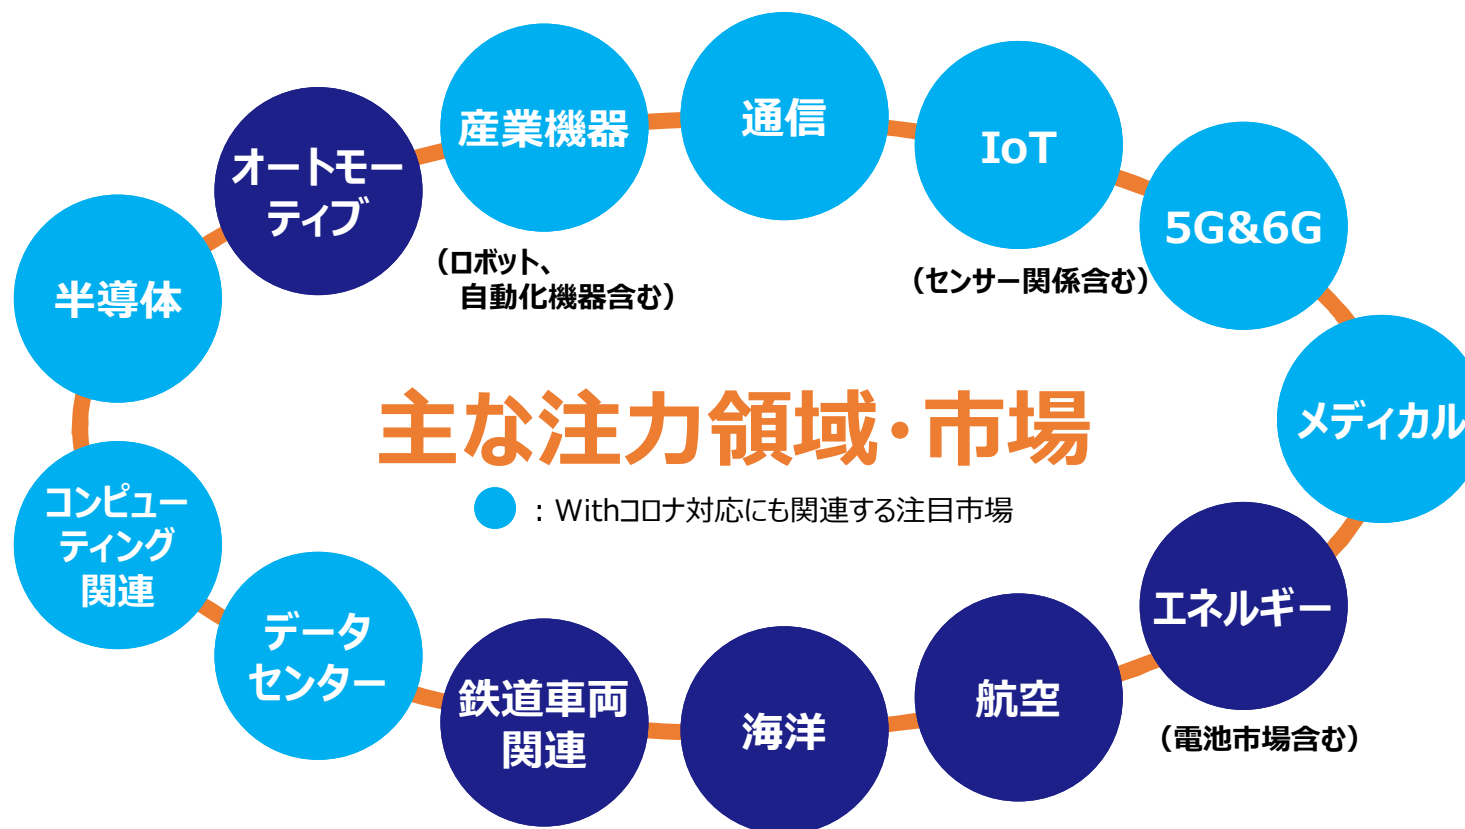 産業機器
通信
IoT
オートモー
ティブ
5G&6G
半導体
（ロボット、
自動化機器含む）
（センサー関係含む）
メディカル
主な注力領域・市場
：Withコロナ対応にも関連する注目市場
コンピュー
ティング
関連
エネルギー
データ
センター
鉄道車両
関連
海洋
航空
（電池市場含む）